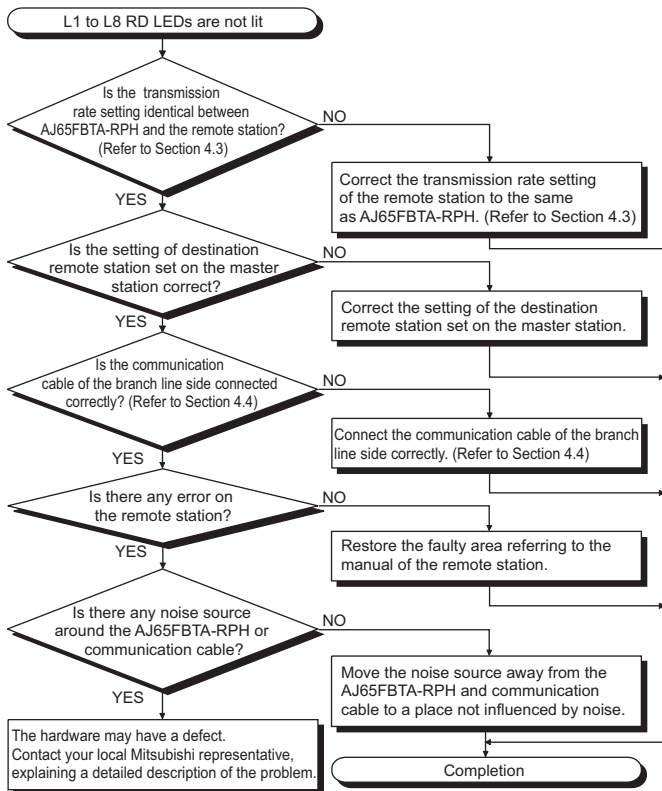 L1 to L8 RD LEDs are not lit
Is the transmission
rate setting identical between
AJ65FBTA-RPH and the remote station?
(Refer to Section 4.3)
NO
Correct the transmission rate setting
of the remote station to the same
as AJ65FBTA-RPH. (Refer to Section 4.3)
YES
Is the setting of destination
remote station set on the master
station correct?
NO
Correct the setting of the destination
remote station set on the master station.
YES
Is the communication
cable of the branch line side connected
correctly? (Refer to Section 4.4)
NO
Connect the communication cable of the branch
line side correctly. (Refer to Section 4.4)
YES
Is there any error on
the remote station?
NO
Restore the faulty area referring to the
manual of the remote station.
YES
Is there any noise source
around the AJ65FBTA-RPH or
communication cable?
NO
Move the noise source away from the
AJ65FBTA-RPH and communication
cable to a place not influenced by noise.
YES
The hardware may have a defect.
Contact your local Mitsubishi representative,
explaining a detailed description of the problem.
Completion